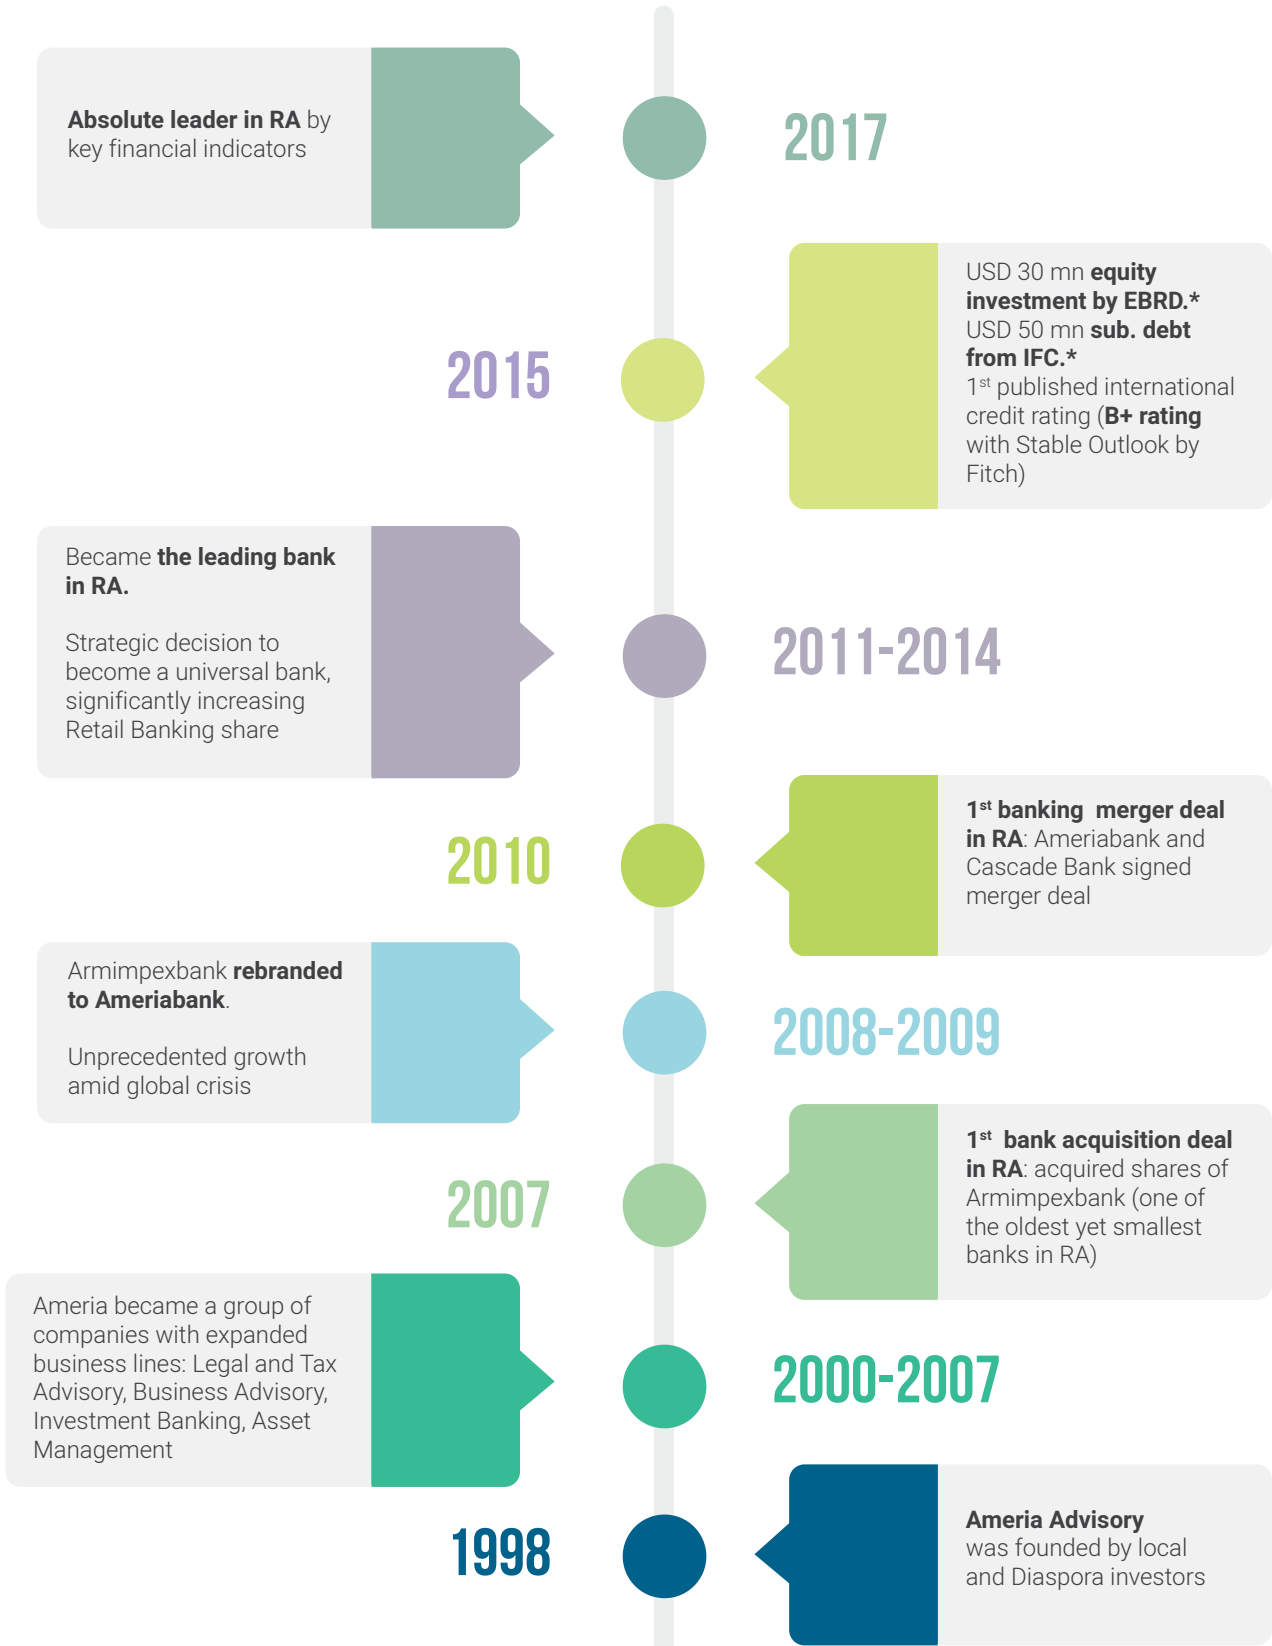 Absolute leader in RA by
key financial indicators
2017
2015
USD 30 mn equity
investment by EBRD.*
USD 50 mn sub. debt
from IFC.*
1st published international
credit rating (B+ rating
with Stable Outlook by
Fitch)
Became the leading bank
in RA.
Strategic decision to
become a universal bank,
significantly increasing
Retail Banking share
2011-2014
2010
1st banking merger deal
in RA: Ameriabank and
Cascade Bank signed
merger deal
Armimpexbank rebranded
to Ameriabank.
Unprecedented growth
amid global crisis
2008-2009
2007
1st bank acquisition deal
in RA: acquired shares of
Armimpexbank (one of
the oldest yet smallest
banks in RA)
Ameria became a group of
companies with expanded
business lines: Legal and Tax
Advisory, Business Advisory,
Investment Banking, Asset
Management
2000-2007
1998
Ameria Advisory
was founded by local
and Diaspora investors